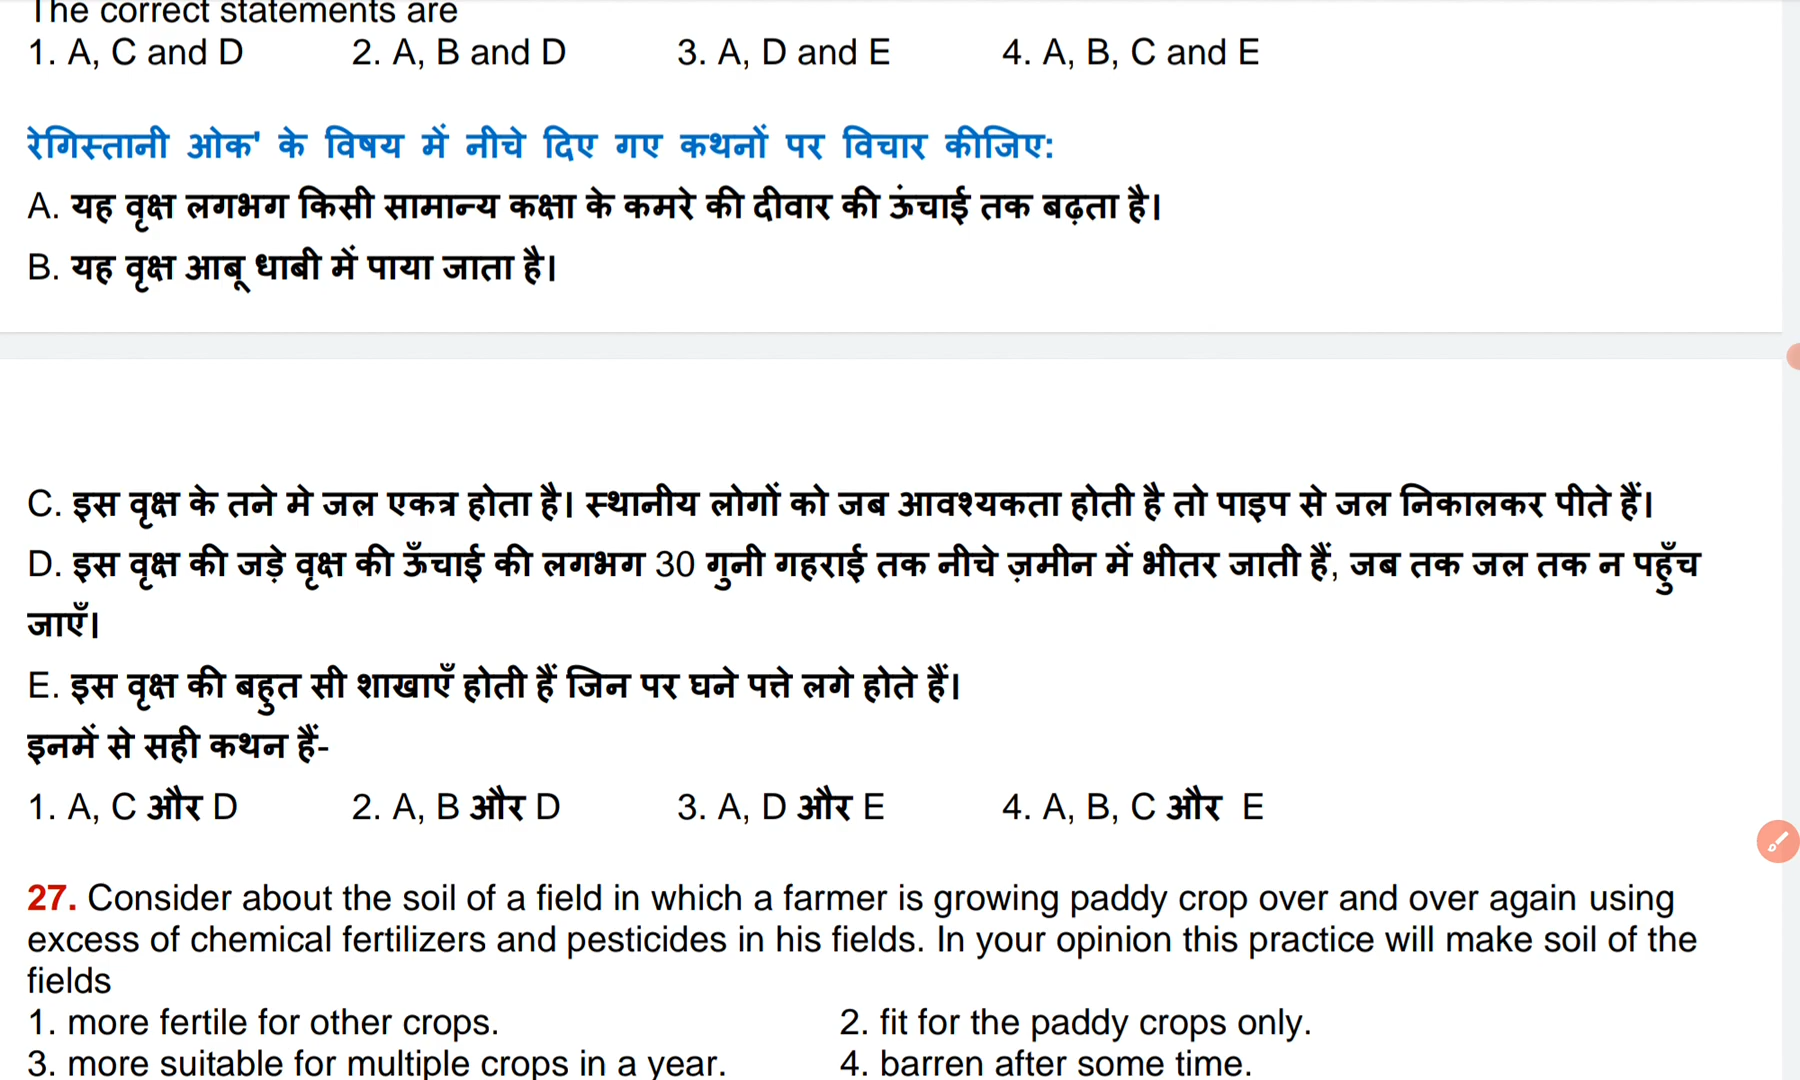 The correct statements are
1. A, C and D 2. A, B and D 3. A, D and E 4. A, B, C and E
रेगिस्तानी ओक' के विषय में नीचे दिए गए कथनों पर विचार कीजिए:
A. यह वृक्ष लगभग किसी सामान्य कक्षा के कमरे की दीवार की ऊंचाई तक बढ़ता है।
B. यह वृक्ष आबू धाबी में पाया जाता है।
C. इस वृक्ष के तने मे जल एकत्र होता है। स्थानीय लोगों को जब आवश्यकता होती है तो पाइप से जल निकालकर पीते हैं।
D. इस वृक्ष की जड़े वृक्ष की ऊँचाई की लगभग 30 गुनी गहराई तक नीचे ज़मीन में भीतर जाती हैं, जब तक जल तक न पहुँच
जाएँ।
E. इस वृक्ष की बहुत सी शाखाएँ होती हैं जिन पर घने पत्ते लगे होते हैं।
इनमें से सही कथन हैं-
1. A, C और D 2. A, B और D 3. A, D और E 4. A, B, C और E
27. Consider about the soil of a field in which a farmer is growing paddy crop over and over again using
excess of chemical fertilizers and pesticides in his fields. In your opinion this practice will make soil of the
fields
1. more fertile for other crops. 2. fit for the paddy crops only.
3. more suitable for multiple crops in a year. 4. barren after some time.